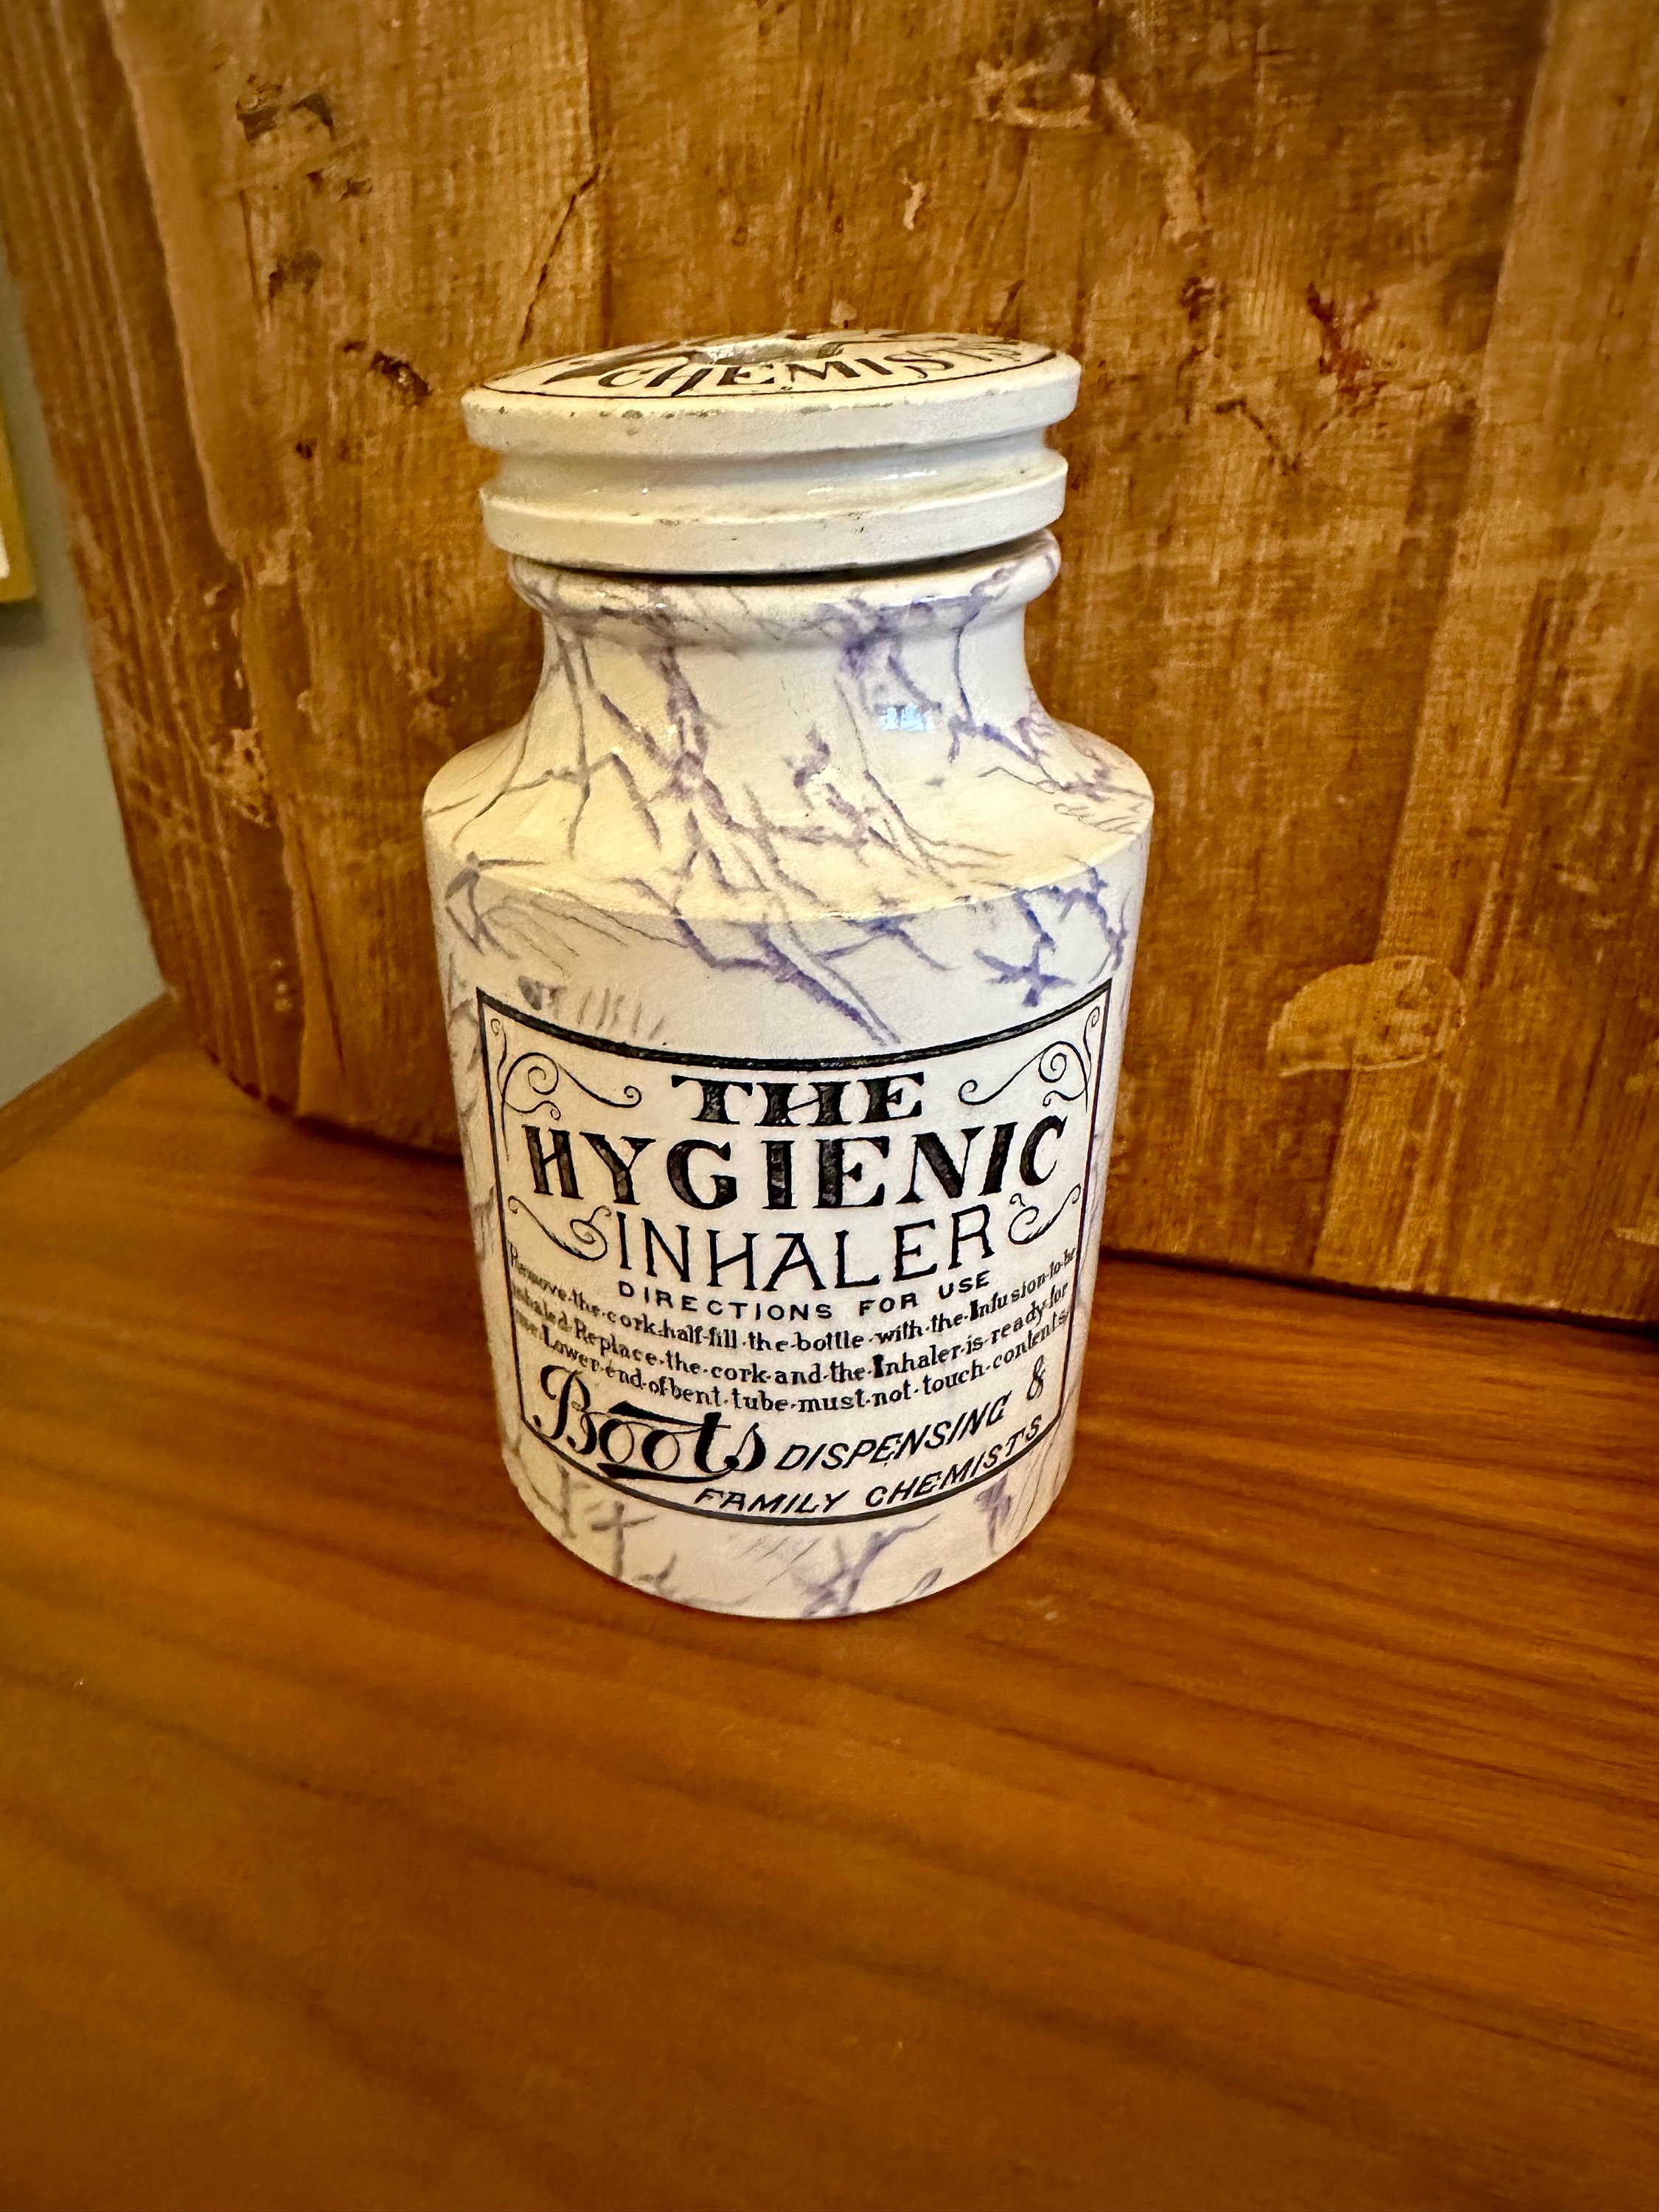 CHEMISTS
THE
HYGIENIC
INHALER
DIRECTIONS FOR USE
Remove·the·cork·half-fill·the·bottle·with·the·Infusion·to·be
inhaled·Replace·the·cork·and·the·Inhaler·is·ready·for
use·Lower·end·of·bent·tube·must·not·touch·contents·
Boots DISPENSING &
FAMILY CHEMISTS